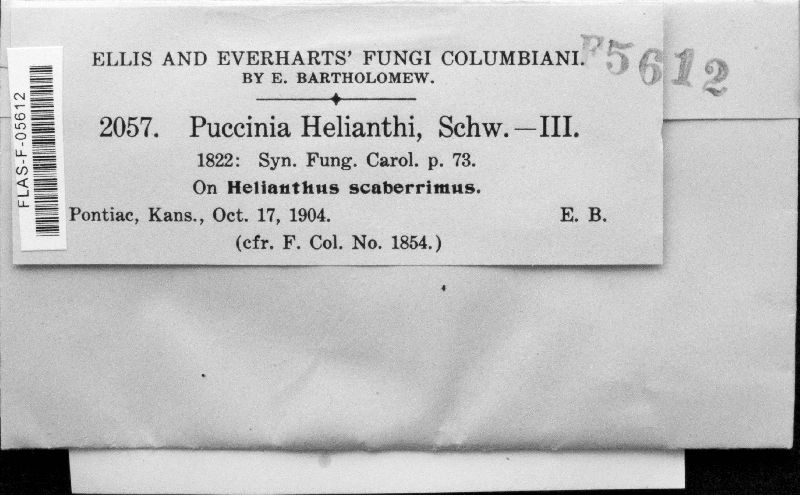 ELLIS AND EVERHARTS' FUNGI COLUMBIANI.
BY E. BARTHOLOMEW.
F5612
2057. Puccinia Helianthi, Schw.—III.
1822: Syn. Fung. Carol. p. 73.
On Helianthus scaberrimus.
Pontiac, Kans., Oct. 17, 1904. E. B.
(cfr. F. Col. No. 1854.)
FLAS-F-05612